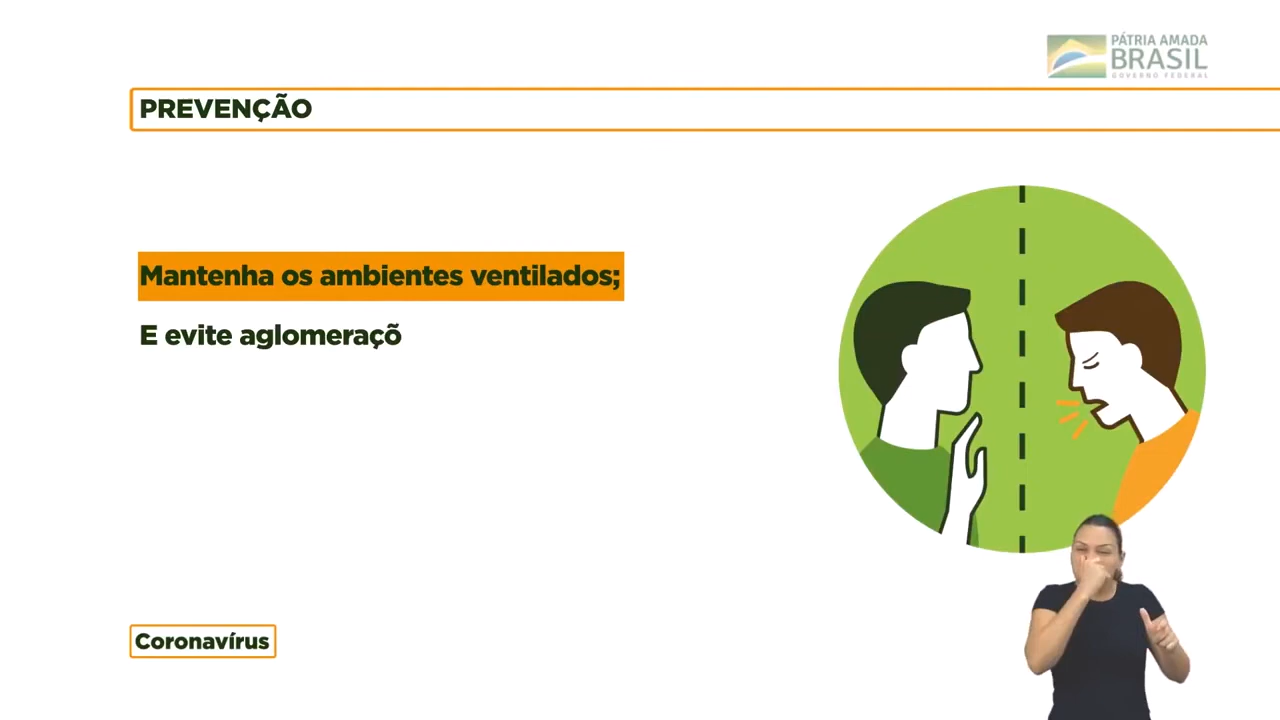 PÁTRIA AMADA
BRASIL
GOVERNO FEDERAL
PREVENÇÃO
Mantenha os ambientes ventilados;
E evite aglomeraçõ
Coronavírus